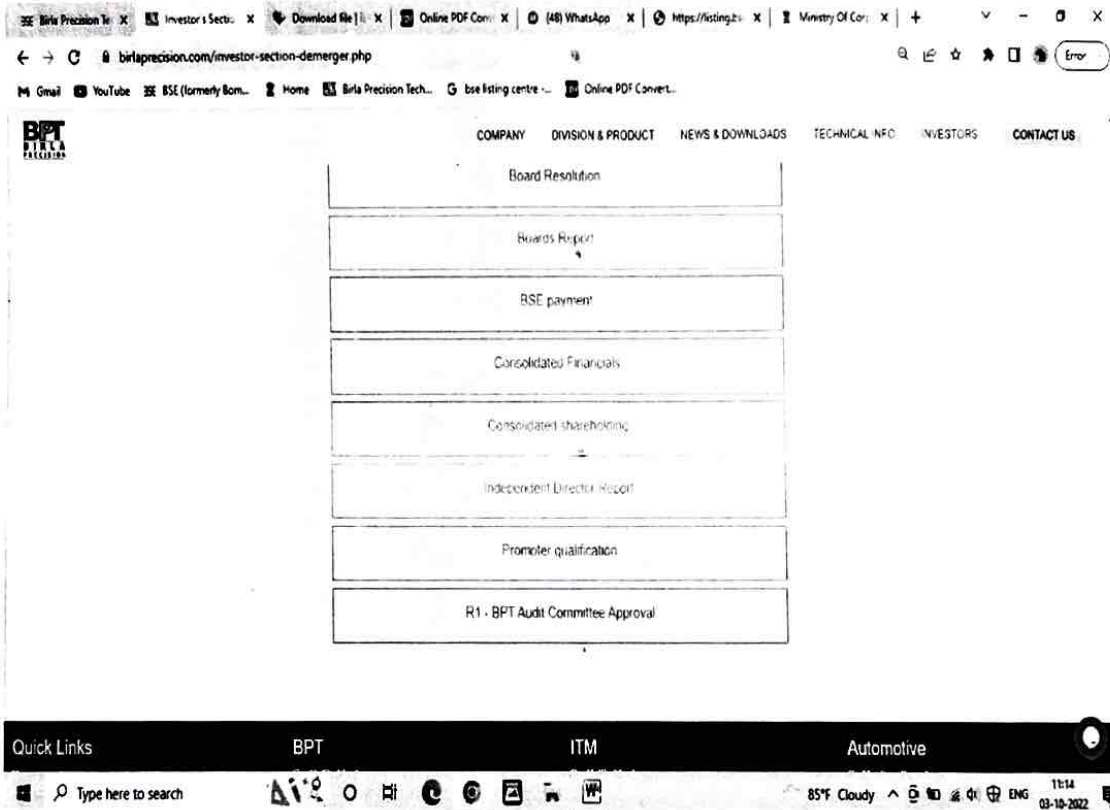 Birla Precision Te X
Investor s Secti X
Download file | X
Online PDF Con X
(48) WhatsApp X
https://listing.bs X
Ministry Of Cor X +
birlaprecision.com/investor-section-demerger.php
Error
Gmail YouTube BSE (formerly Bom... Home Birla Precision Tech... bse listing centre -... Online PDF Convert...
BPT
BIRLA
PRECISION
COMPANY DIVISION & PRODUCT NEWS & DOWNLOADS TECHNICAL INFO INVESTORS CONTACT US
Board Resolution
Boards Report
BSE payment
Consolidated Financials
Consolidated shareholding
Independent Director Report
Promoter qualification
R1 - BPT Audit Committee Approval
Quick Links BPT ITM Automotive
Type here to search
85°F Cloudy ENG
11:14
03-10-2022